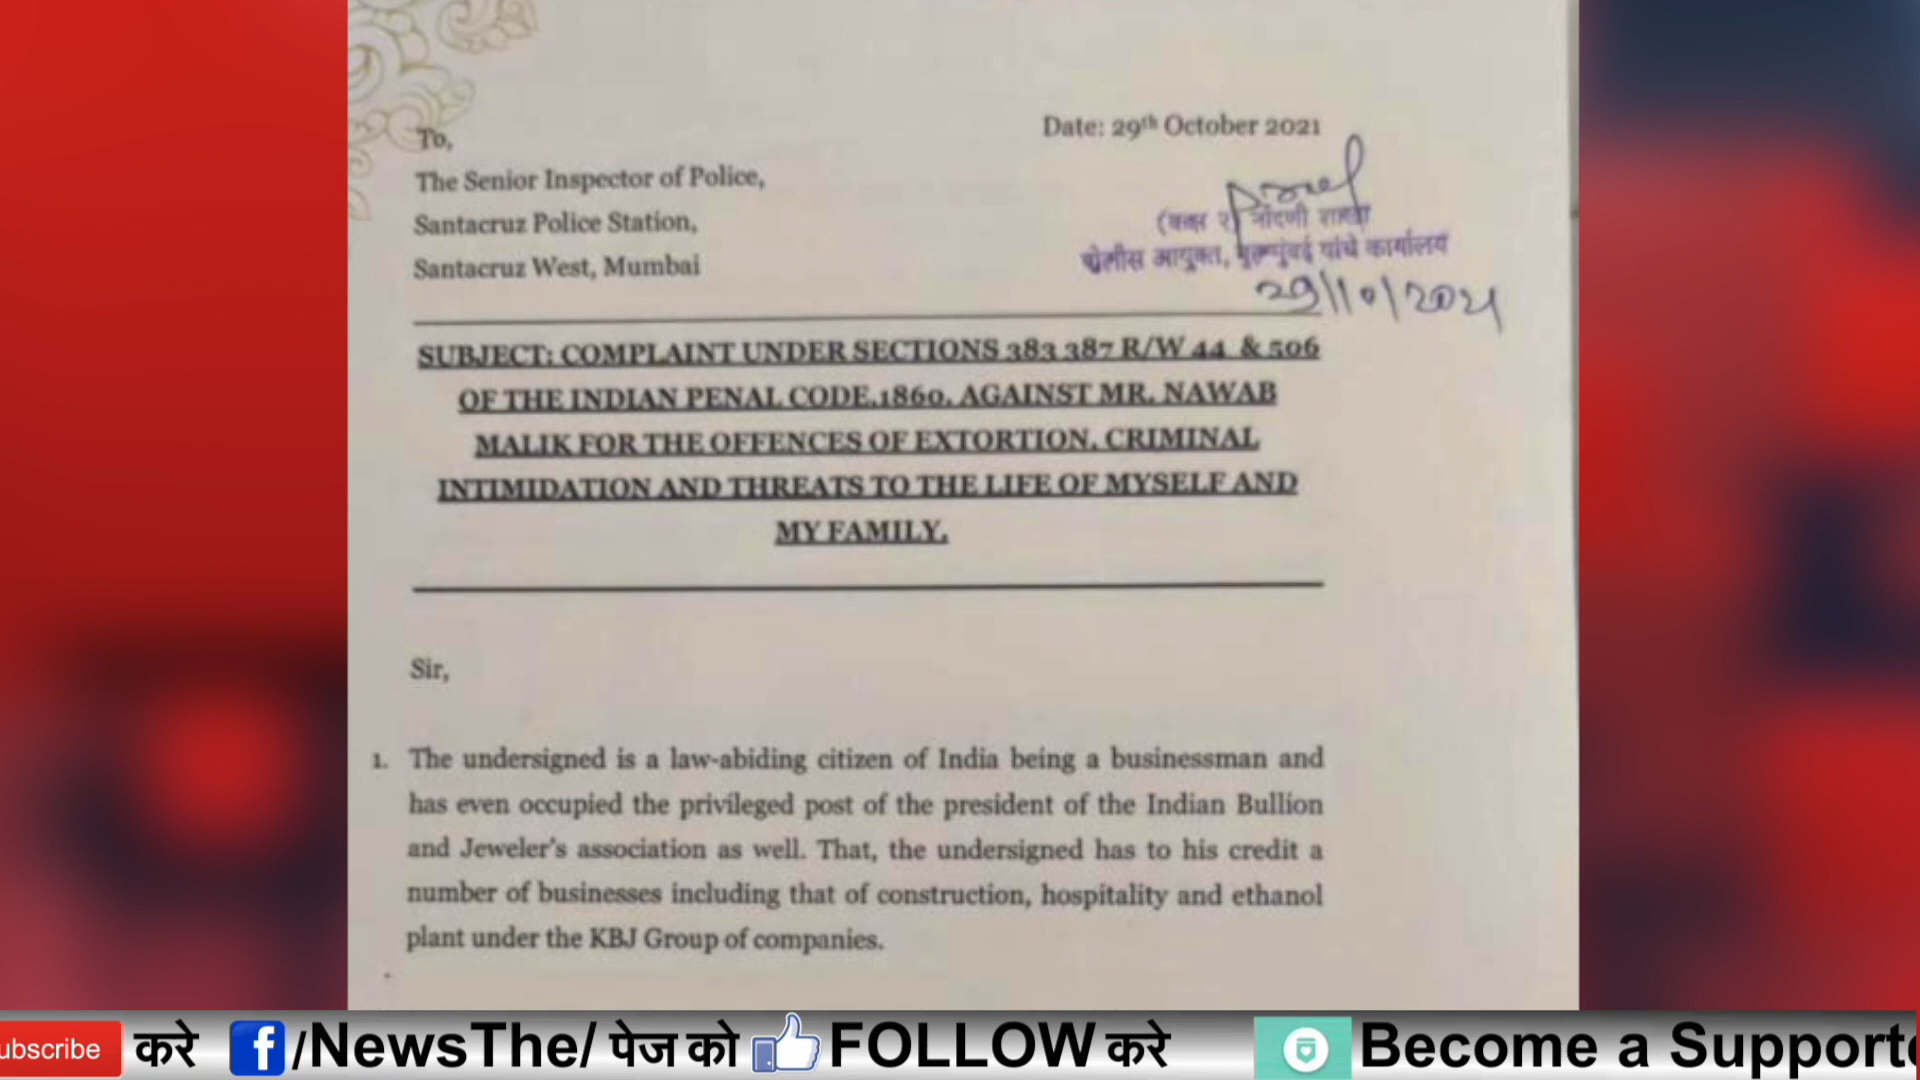 Date: 29th October 2021
To,
The Senior Inspector of Police,
Santacruz Police Station,
Santacruz West, Mumbai
नोंदणी शाखा
पोलीस आयुक्त, बृहन्मुंबई यांचे कार्यालय
29/10/2021
SUBJECT: COMPLAINT UNDER SECTIONS 383 387 R/W 44 & 506
OF THE INDIAN PENAL CODE,1860, AGAINST MR. NAWAB
MALIK FOR THE OFFENCES OF EXTORTION, CRIMINAL
INTIMIDATION AND THREATS TO THE LIFE OF MYSELF AND
MY FAMILY.
Sir,
1. The undersigned is a law-abiding citizen of India being a businessman and
has even occupied the privileged post of the president of the Indian Bullion
and Jeweler's association as well. That, the undersigned has to his credit a
number of businesses including that of construction, hospitality and ethanol
plant under the KBJ Group of companies.
ubscribe करे f/NewsThe/ पेज को FOLLOW करे Become a Supporte